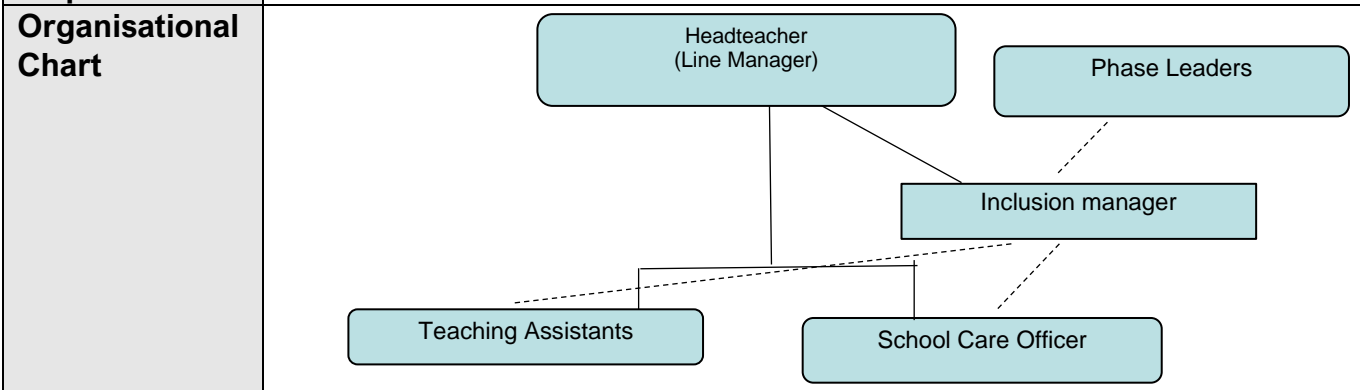 Organisational
Chart
Headteacher
(Line Manager)
Phase Leaders
Inclusion manager
Teaching Assistants
School Care Officer